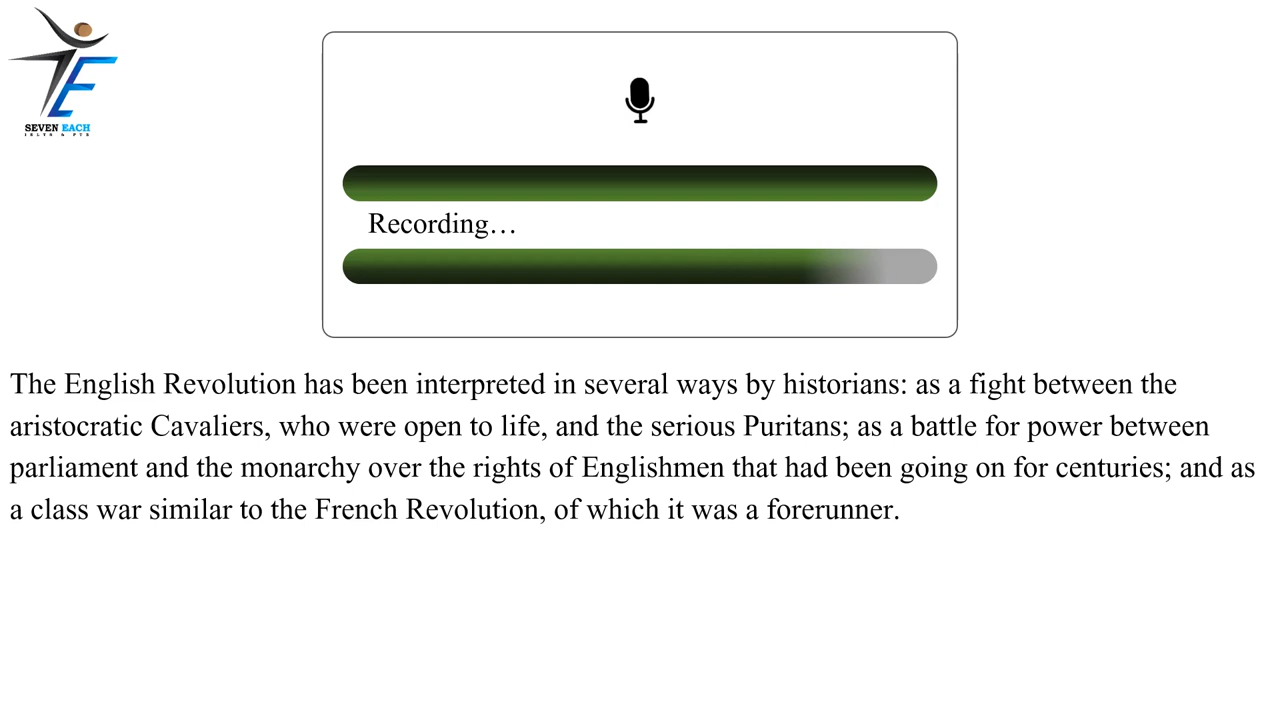 SEVEN EACH
IELTS & PTE
Recording…
The English Revolution has been interpreted in several ways by historians: as a fight between the
aristocratic Cavaliers, who were open to life, and the serious Puritans; as a battle for power between
parliament and the monarchy over the rights of Englishmen that had been going on for centuries; and as
a class war similar to the French Revolution, of which it was a forerunner.